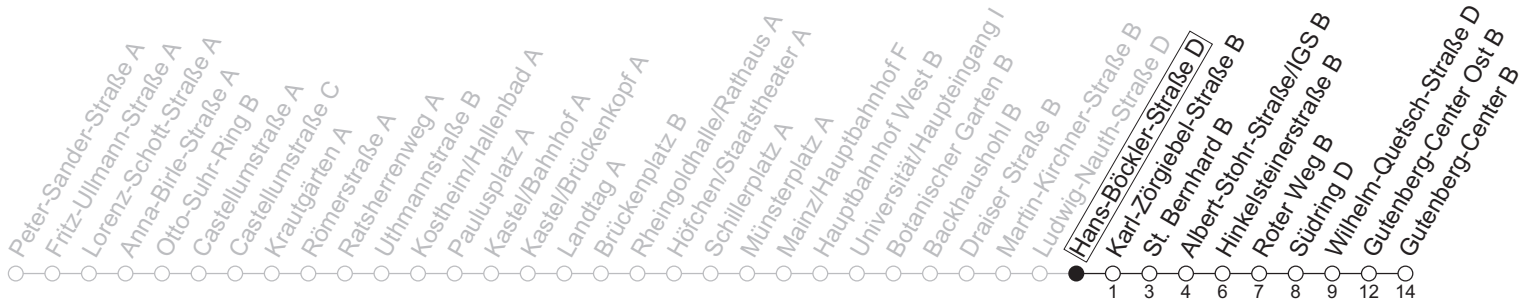 Peter-Sander-Straße A
Fritz-Ullmann-Straße A
Lorenz-Schott-Straße A
Anna-Birle-Straße A
Otto-Suhr-Ring B
Castellumstraße A
Castellumstraße C
Krautgärten A
Römerstraße A
Ratsherrenweg A
Uthmannstraße B
Kostheim/Hallenbad A
Paulusplatz A
Kastel/Bahnhof A
Kastel/Brückenkopf A
Landtag A
Brückenplatz B
Rheingoldhalle/Rathaus A
Höfchen/Staatstheater A
Schillerplatz A
Münsterplatz A
Mainz/Hauptbahnhof F
Hauptbahnhof West B
Universität/Haupteingang I
Botanischer Garten B
Backhaushohl B
Draiser Straße B
Martin-Kirchner-Straße B
Ludwig-Nauth-Straße D
Hans-Böckler-Straße D
Karl-Zörgiebel-Straße B
St. Bernhard B
Albert-Stohr-Straße/IGS B
Hinkelsteinerstraße B
Roter Weg B
Südring D
Wilhelm-Quetsch-Straße D
Gutenberg-Center Ost B
Gutenberg-Center B
1 3 4 6 7 8 9 12 14